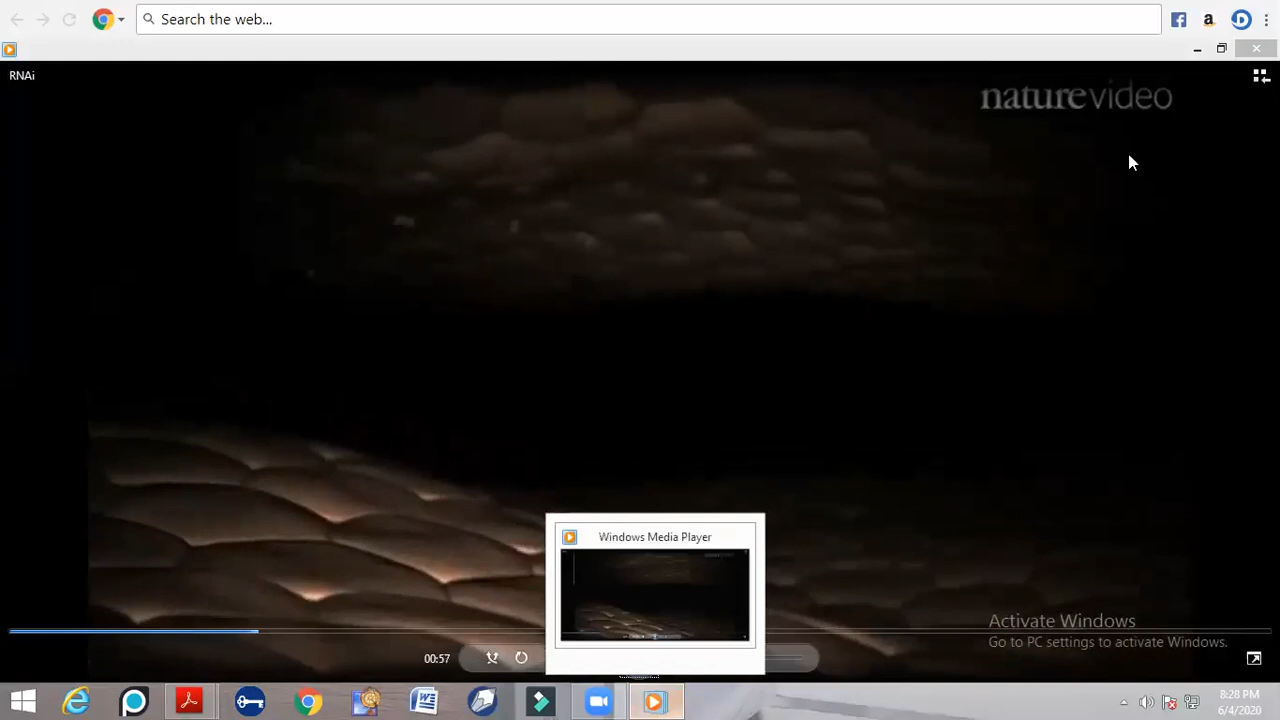 Search the web...
RNAi
naturevideo
Windows Media Player
Activate Windows
Go to PC settings to activate Windows.
00:57
8:28 PM
6/4/2020